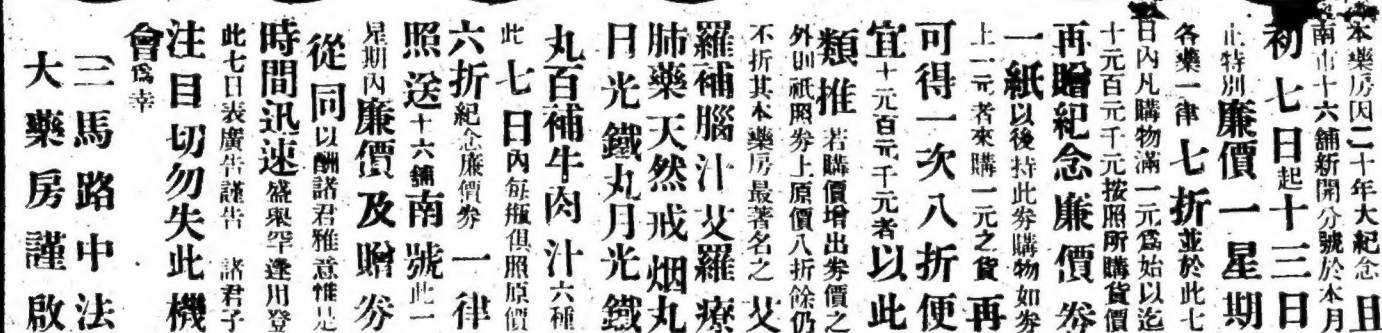 本藥房因二十年大紀念日
南市十六舖新開分號於本月
初七日起十三日
止特別廉價一星期
各藥一律七折並於此七
日內凡購物滿一元爲始以迄
十元百元千元按照所購貨價
再贈紀念廉價券
一紙以後持此券購物如券
上一元者來購一元之貨再
可得一次八折便
宜十元百元千元者以此
類推若購價增出券價之
外則祇照券上原價八折餘仍
不折其本藥房最著名之艾
羅補腦汁艾羅療
肺藥天然戒烟丸
日光鐵丸月光鐵
丸百補牛肉汁六種
此七日內每瓶俱照原價
六折紀念廉價券一律
照送十六舖南號此一
星期內廉價及贈券
從同以酬諸君雅意惟是
時間迅速盛舉罕逢用登
此七日表廣告謹告 諸君子
注目切勿失此機
會爲幸
三馬路中法
大藥房謹啟